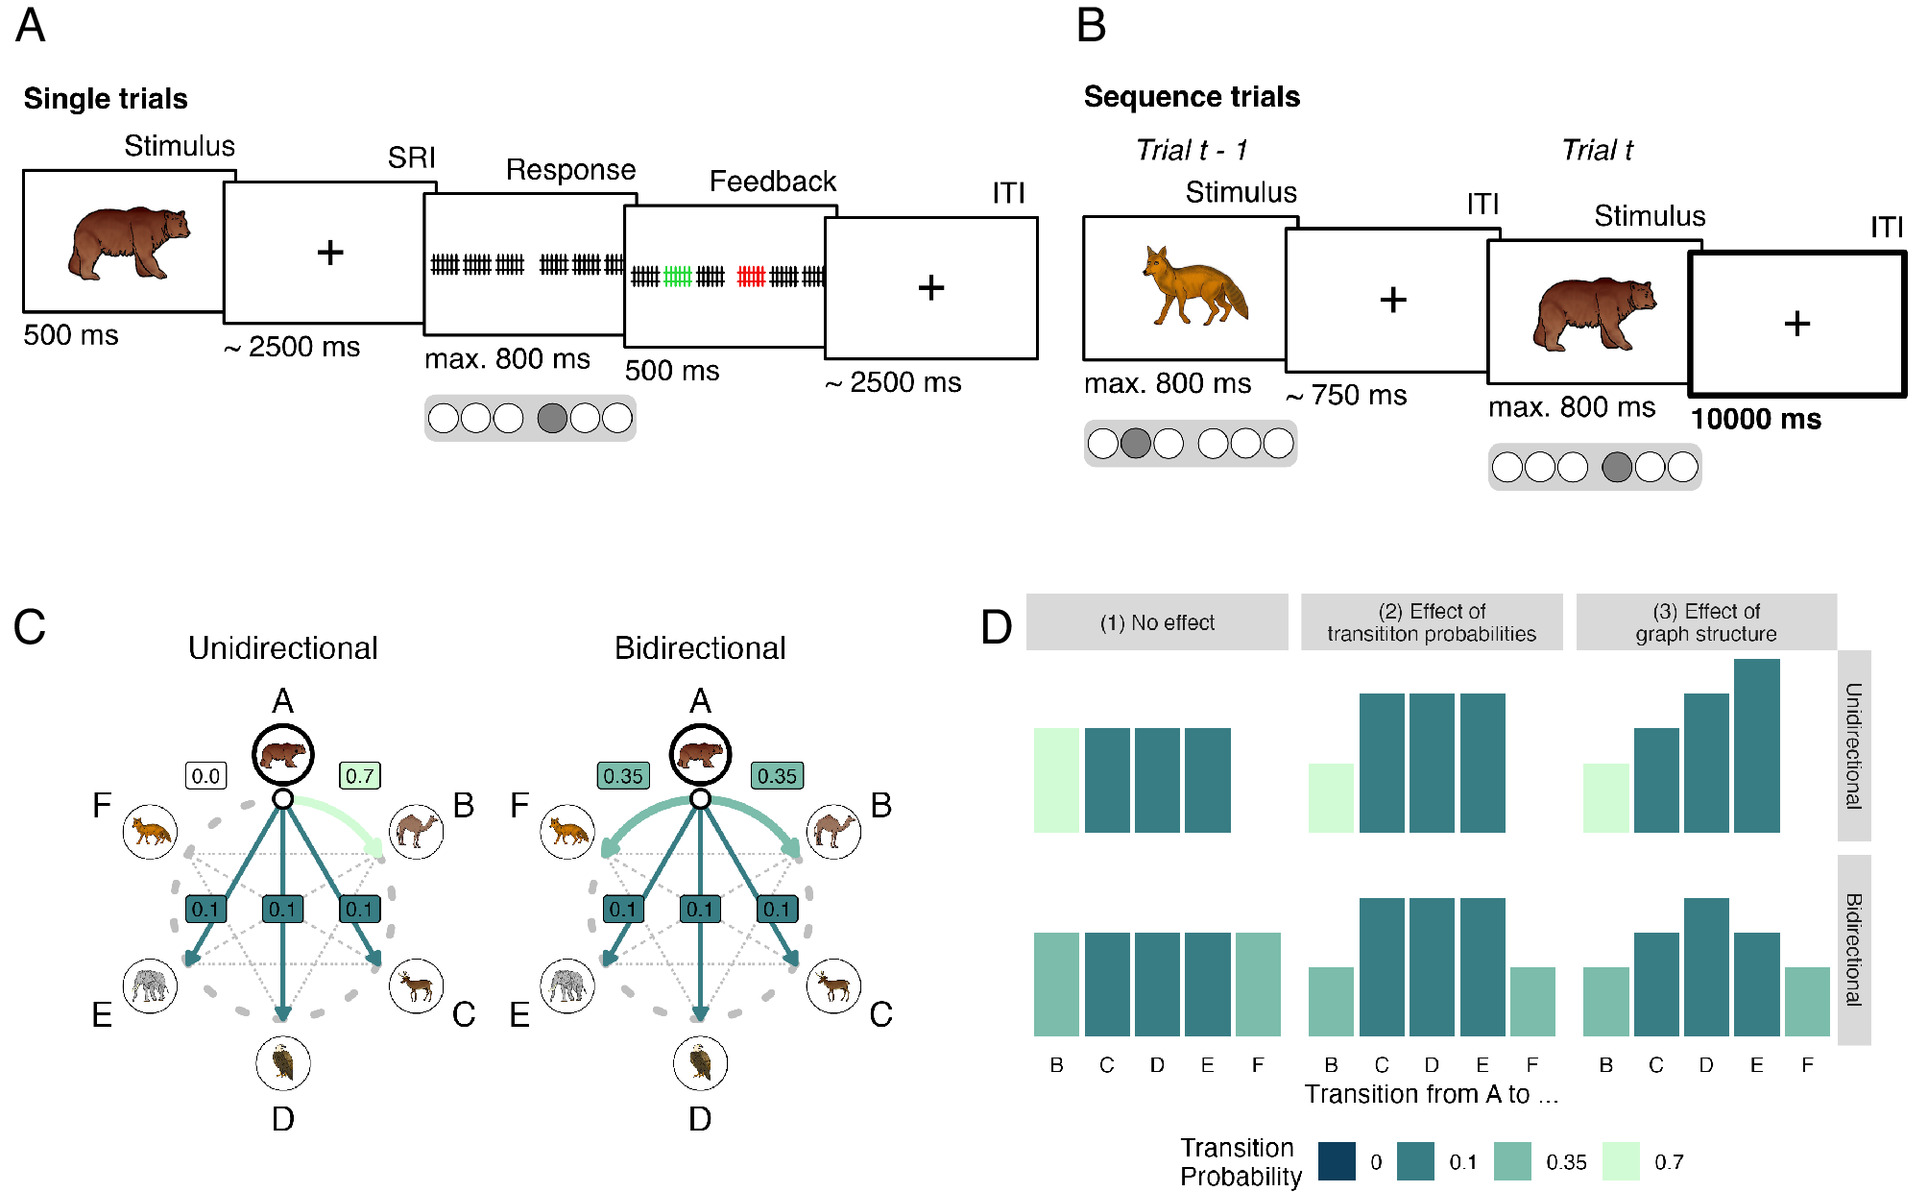 A
Single trials
Stimulus
SRI
Response
Feedback
ITI
500 ms
~ 2500 ms
max. 800 ms
500 ms
~ 2500 ms
B
Sequence trials
Trial t - 1
Trial t
Stimulus
ITI
Stimulus
ITI
max. 800 ms
~ 750 ms
max. 800 ms
10000 ms
C
Unidirectional
A
0.0
0.7
F
B
0.1
0.1
0.1
E
C
D
Bidirectional
A
0.35
0.35
F
B
0.1
0.1
0.1
E
C
D
D
(1) No effect
(2) Effect of
transititon probabilities
(3) Effect of
graph structure
Unidirectional
Bidirectional
B C D E F
B C D E F
B C D E F
Transition from A to ...
Transition
Probability
0
0.1
0.35
0.7